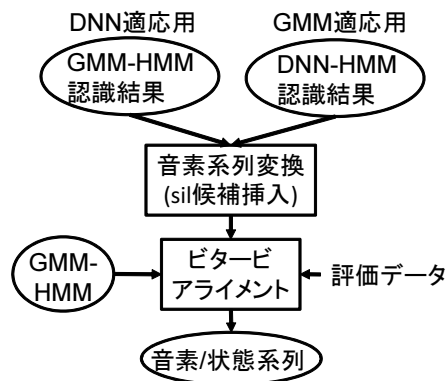 DNN適応用
GMM適応用
GMM-HMM
認識結果
DNN-HMM
認識結果
音素系列変換
(sil候補挿入)
GMM-
HMM
ビタービ
アライメント
評価データ
音素/状態系列